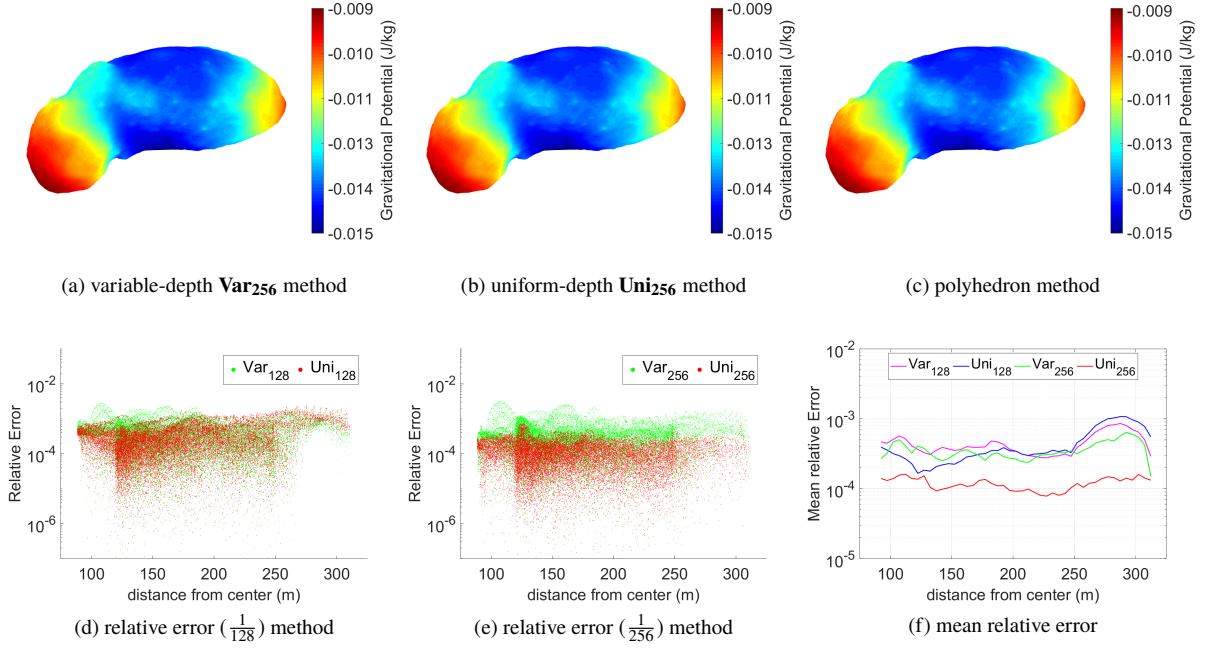 -0.009
-0.010
-0.011
-0.013
-0.014
-0.015
Gravitational Potential (J/kg)
-0.009
-0.010
-0.011
-0.013
-0.014
-0.015
Gravitational Potential (J/kg)
-0.009
-0.010
-0.011
-0.013
-0.014
-0.015
Gravitational Potential (J/kg)
(a) variable-depth Var256 method
(b) uniform-depth Uni256 method
(c) polyhedron method
Relative Error
10-2
10-4
10-6
Var128 Uni128
100 150 200 250 300
distance from center (m)
(d) relative error (1/128) method
Relative Error
10-2
10-4
10-6
Var256 Uni256
100 150 200 250 300
distance from center (m)
(e) relative error (1/256) method
Mean relative Error
10-2
10-3
10-4
10-5
Var128 Uni128 Var256 Uni256
100 150 200 250 300
distance from center (m)
(f) mean relative error